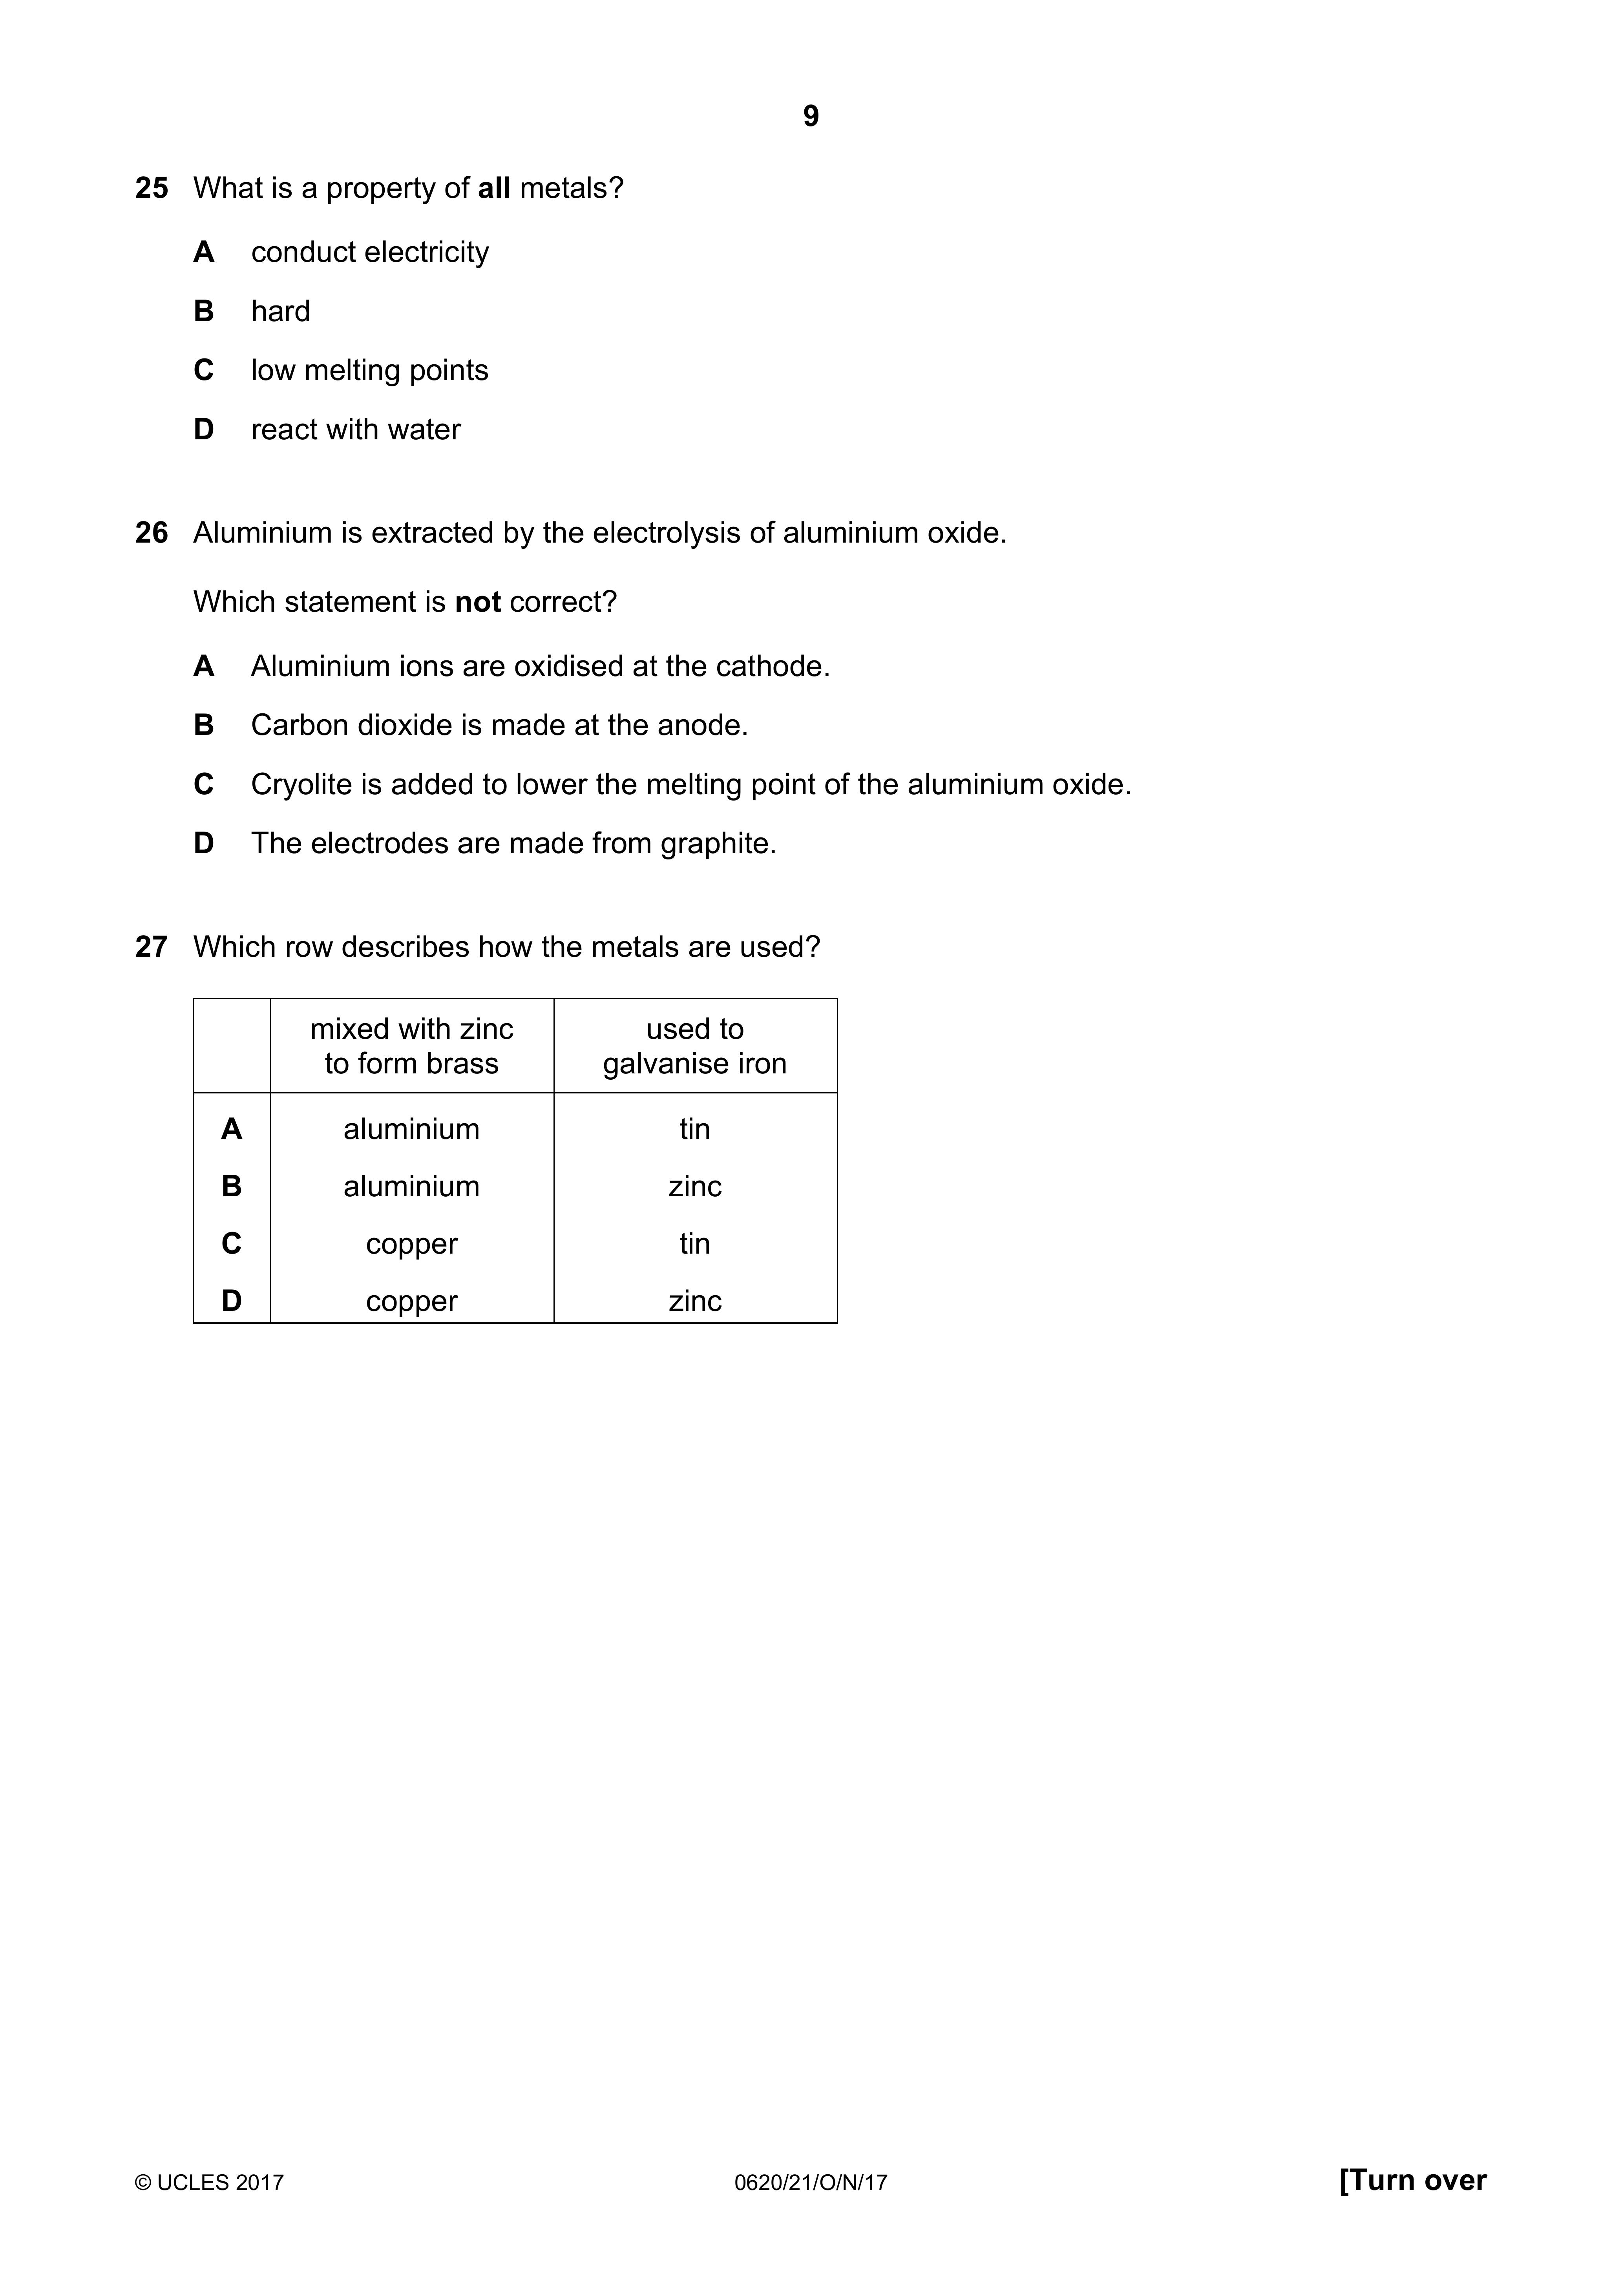 9
25 What is a property of all metals?
A conduct electricity
B hard
C low melting points
D react with water
26 Aluminium is extracted by the electrolysis of aluminium oxide.
Which statement is not correct?
A Aluminium ions are oxidised at the cathode.
B Carbon dioxide is made at the anode.
C Cryolite is added to lower the melting point of the aluminium oxide.
D The electrodes are made from graphite.
27 Which row describes how the metals are used?
mixed with zinc used to
to form brass galvanise iron
A aluminium tin
B aluminium zinc
C copper tin
D copper zinc
© UCLES 2017 0620/21/O/N/17 [Turn over